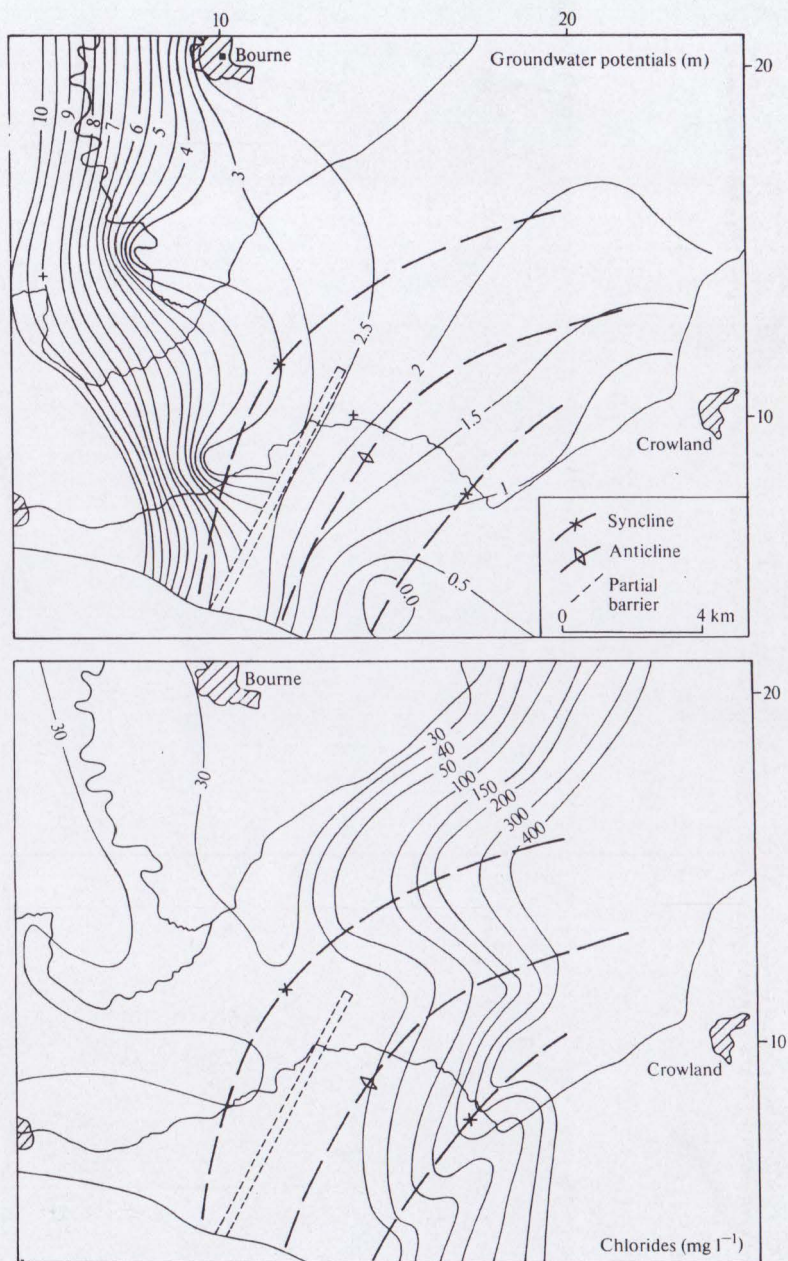 10
20
Bourne
Groundwater potentials (m)
20
10
9
8
7
6
5
4
3
2.5
2
1.5
1
0.5
0.0
10
Crowland
Syncline
Anticline
Partial
barrier
0
4 km
Bourne
20
30
30
30
40
50
100
150
200
300
400
10
Crowland
Chlorides (mg l⁻¹)